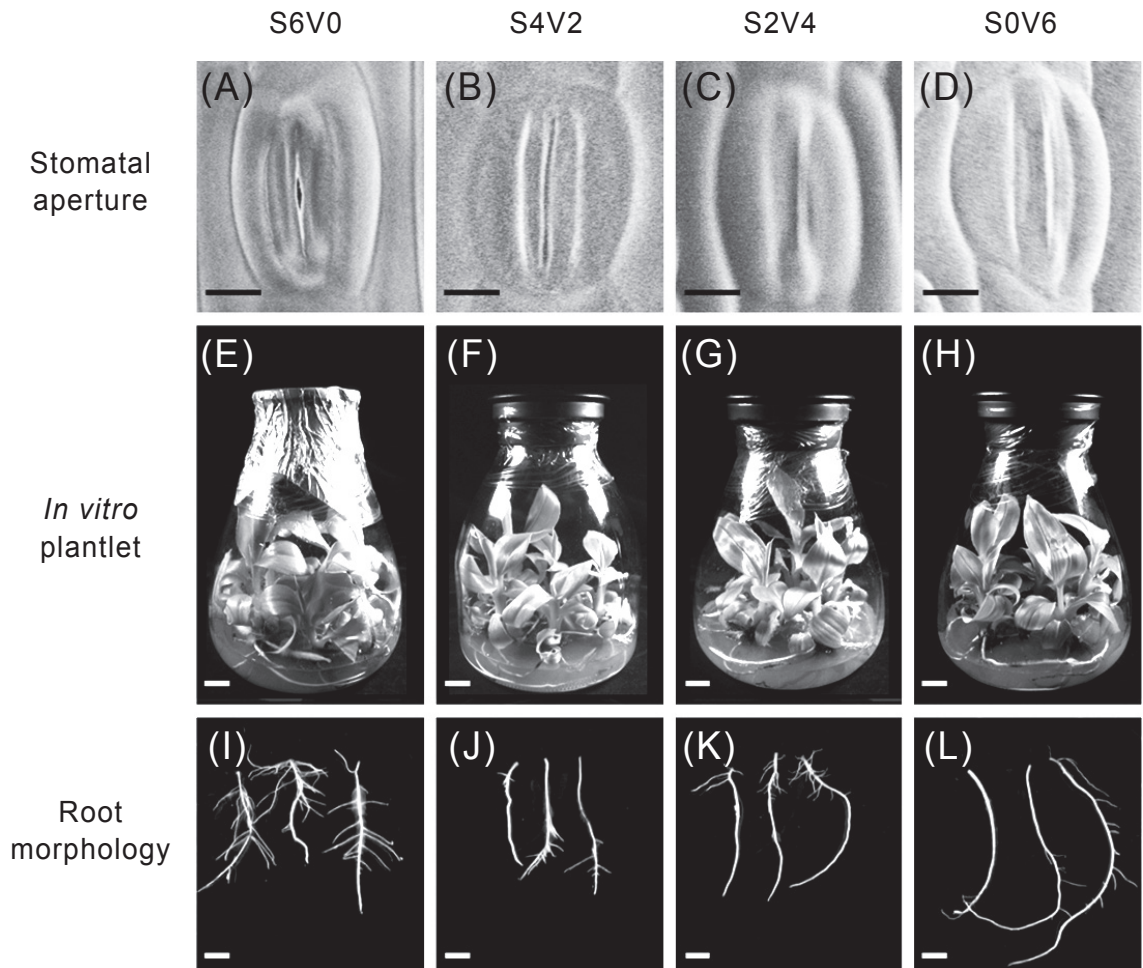 S6V0 S4V2 S2V4 S0V6
(A) (B) (C) (D)
Stomatal
aperture
(E) (F) (G) (H)
In vitro
plantlet
(I) (J) (K) (L)
Root
morphology